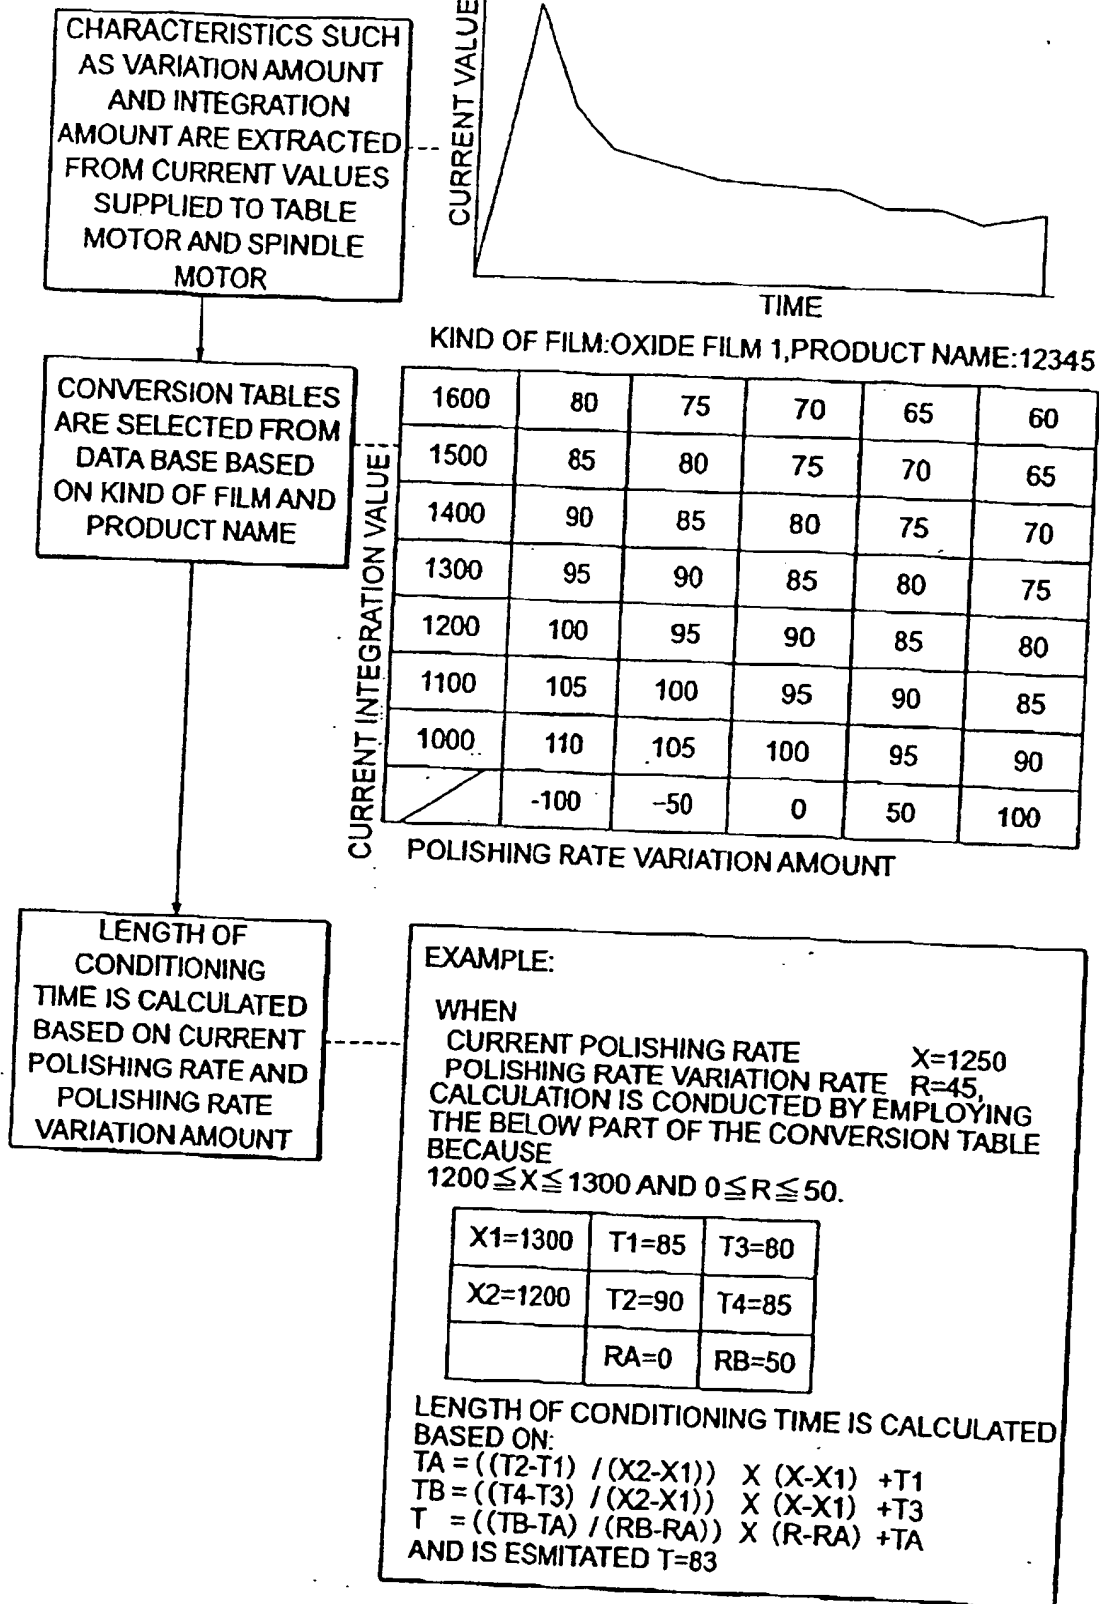 CHARACTERISTICS SUCH
AS VARIATION AMOUNT
AND INTEGRATION
AMOUNT ARE EXTRACTED
FROM CURRENT VALUES
SUPPLIED TO TABLE
MOTOR AND SPINDLE
MOTOR
CURRENT VALUE
TIME
CONVERSION TABLES
ARE SELECTED FROM
DATA BASE BASED
ON KIND OF FILM AND
PRODUCT NAME
KIND OF FILM:OXIDE FILM 1,PRODUCT NAME:12345
CURRENT INTEGRATION VALUE
1600 80 75 70 65 60
1500 85 80 75 70 65
1400 90 85 80 75 70
1300 95 90 85 80 75
1200 100 95 90 85 80
1100 105 100 95 90 85
1000 110 105 100 95 90
-100 -50 0 50 100
POLISHING RATE VARIATION AMOUNT
LENGTH OF
CONDITIONING
TIME IS CALCULATED
BASED ON CURRENT
POLISHING RATE AND
POLISHING RATE
VARIATION AMOUNT
EXAMPLE:
WHEN
CURRENT POLISHING RATE X=1250
POLISHING RATE VARIATION RATE R=45,
CALCULATION IS CONDUCTED BY EMPLOYING
THE BELOW PART OF THE CONVERSION TABLE
BECAUSE
1200≦X≦1300 AND 0≦R≦50.
X1=1300 T1=85 T3=80
X2=1200 T2=90 T4=85
RA=0 RB=50
LENGTH OF CONDITIONING TIME IS CALCULATED
BASED ON:
TA = ((T2-T1) / (X2-X1)) X (X-X1) +T1
TB = ((T4-T3) / (X2-X1)) X (X-X1) +T3
T = ((TB-TA) / (RB-RA)) X (R-RA) +TA
AND IS ESMITATED T=83